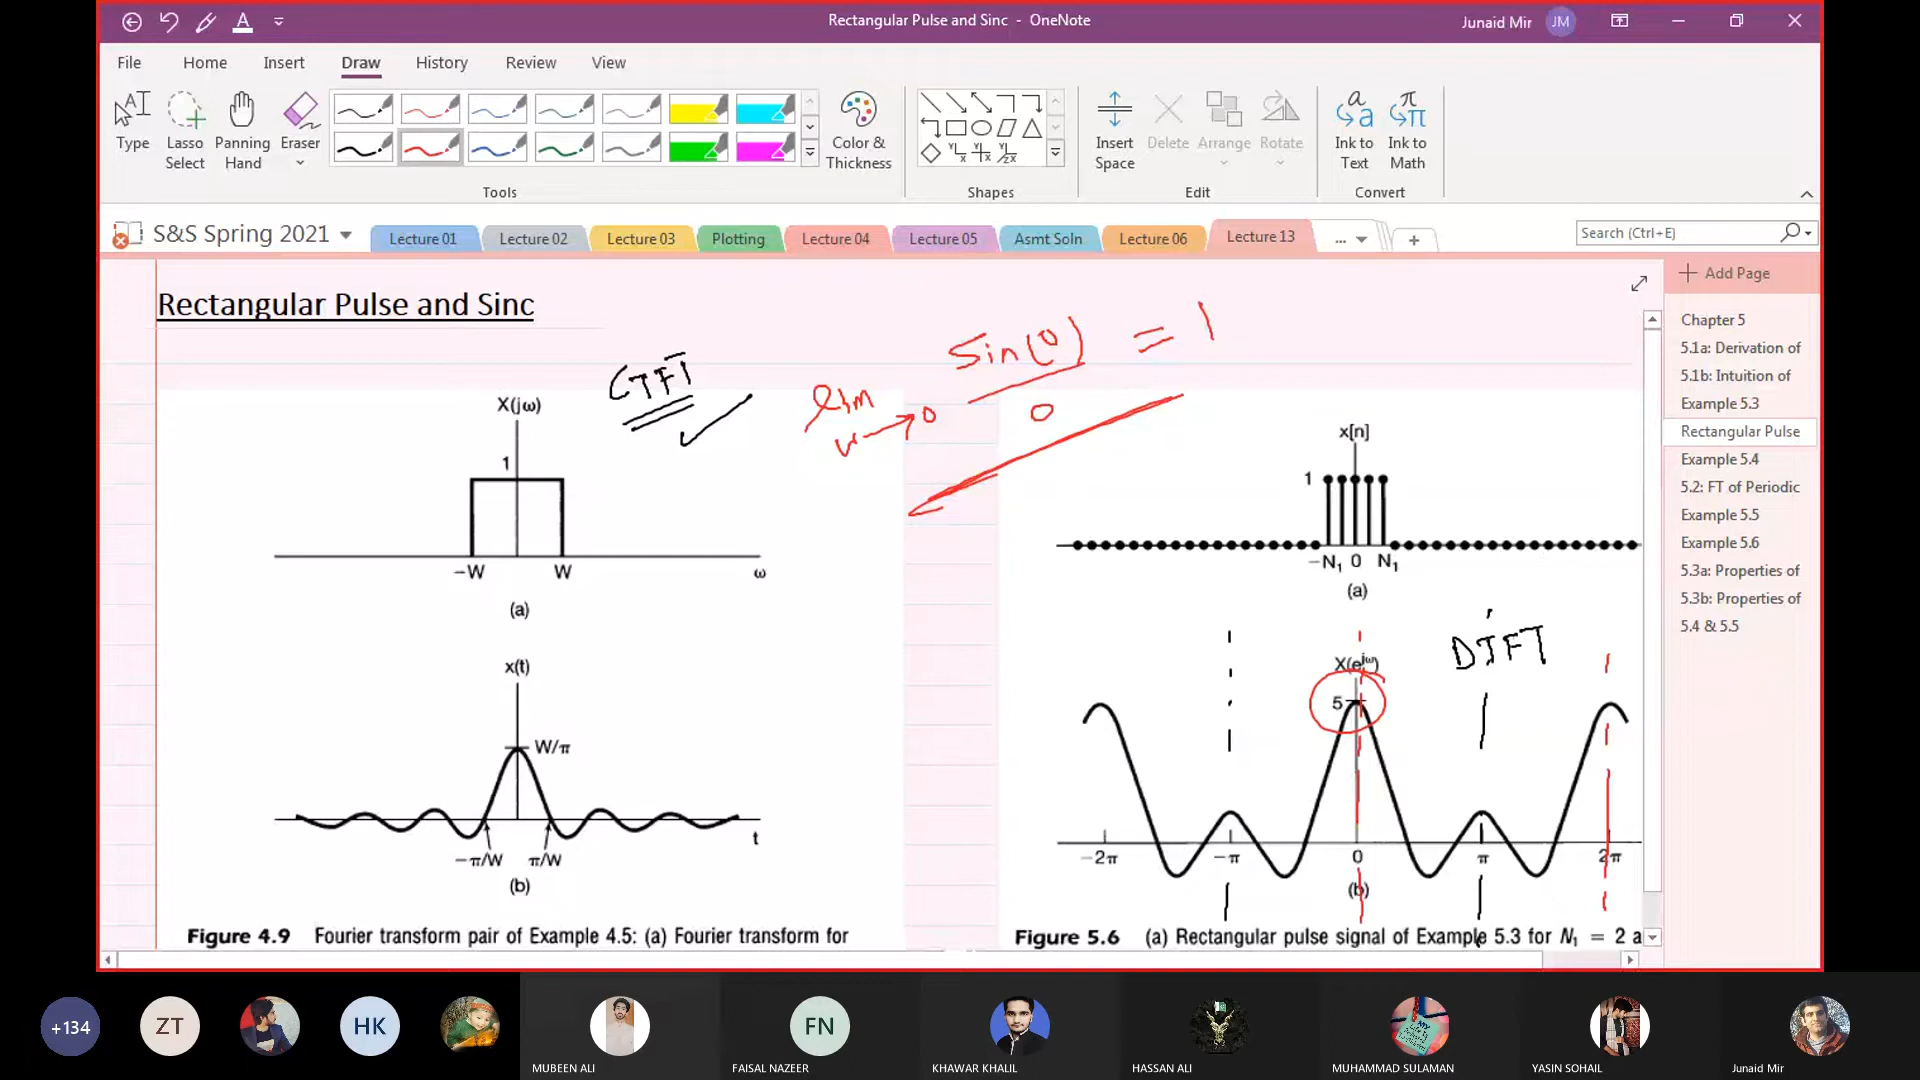 Rectangular Pulse and Sinc - OneNote
Junaid Mir
JM
File Home Insert Draw History Review View
Type
Lasso Select
Panning Hand
Eraser
Color & Thickness
Insert Space
Delete
Arrange
Rotate
Ink to Text
Ink to Math
Tools
Shapes
Edit
Convert
S&S Spring 2021
Lecture 01
Lecture 02
Lecture 03
Plotting
Lecture 04
Lecture 05
Asmt Soln
Lecture 06
Lecture 13
...
Search (Ctrl+E)
Add Page
Chapter 5
5.1a: Derivation of
5.1b: Intuition of
Example 5.3
Rectangular Pulse
Example 5.4
5.2: FT of Periodic
Example 5.5
Example 5.6
5.3a: Properties of
5.3b: Properties of
5.4 & 5.5
Rectangular Pulse and Sinc
CTFT
lim w→0 sin(0)/0 = 1
X(jω)
1
-W W ω
(a)
x(t)
W/π
-π/W π/W t
(b)
Figure 4.9 Fourier transform pair of Example 4.5: (a) Fourier transform for
x[n]
1
-N₁ 0 N₁
(a)
DTFT
X(e^jω)
5
-2π -π 0 π 2π
(b)
Figure 5.6 (a) Rectangular pulse signal of Example 5.3 for N₁ = 2 a
+134
ZT
HK
FN
MUBEEN ALI
FAISAL NAZEER
KHAWAR KHALIL
HASSAN ALI
MUHAMMAD SULAMAN
YASIN SOHAIL
Junaid Mir